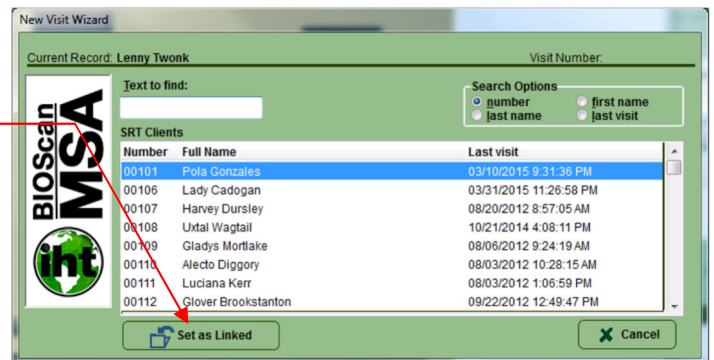 New Visit Wizard
Current Record: Lenny Twonk Visit Number:
BIOScan
MSA
iht
Text to find:
Search Options
number first name
last name last visit
SRT Clients
Number Full Name Last visit
00101 Pola Gonzales 03/10/2015 9:31:36 PM
00106 Lady Cadogan 03/31/2015 11:26:58 PM
00107 Harvey Dursley 08/20/2012 8:57:05 AM
00108 Uxtal Wagtail 10/21/2014 4:08:11 PM
00109 Gladys Mortlake 08/06/2012 9:24:19 AM
00110 Alecto Diggory 08/03/2012 10:28:15 AM
00111 Luciana Kerr 08/03/2012 1:06:59 PM
00112 Glover Brookstanton 09/22/2012 12:49:47 PM
Set as Linked Cancel